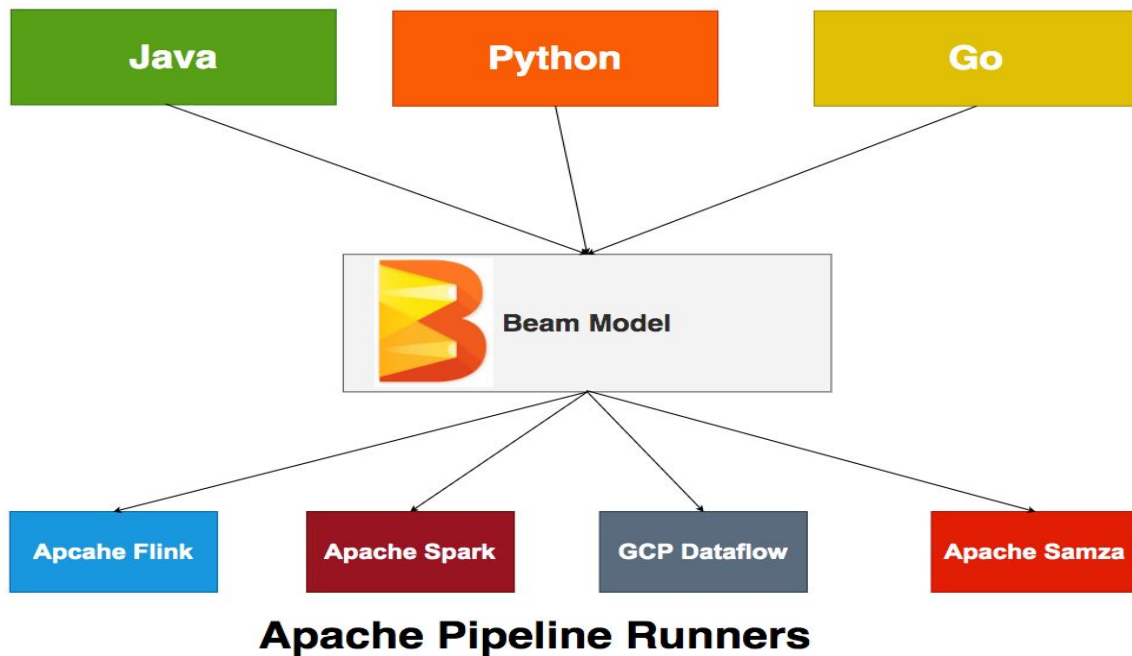 Java
Python
Go
Beam Model
Apcahe Flink
Apache Spark
GCP Dataflow
Apache Samza
Apache Pipeline Runners